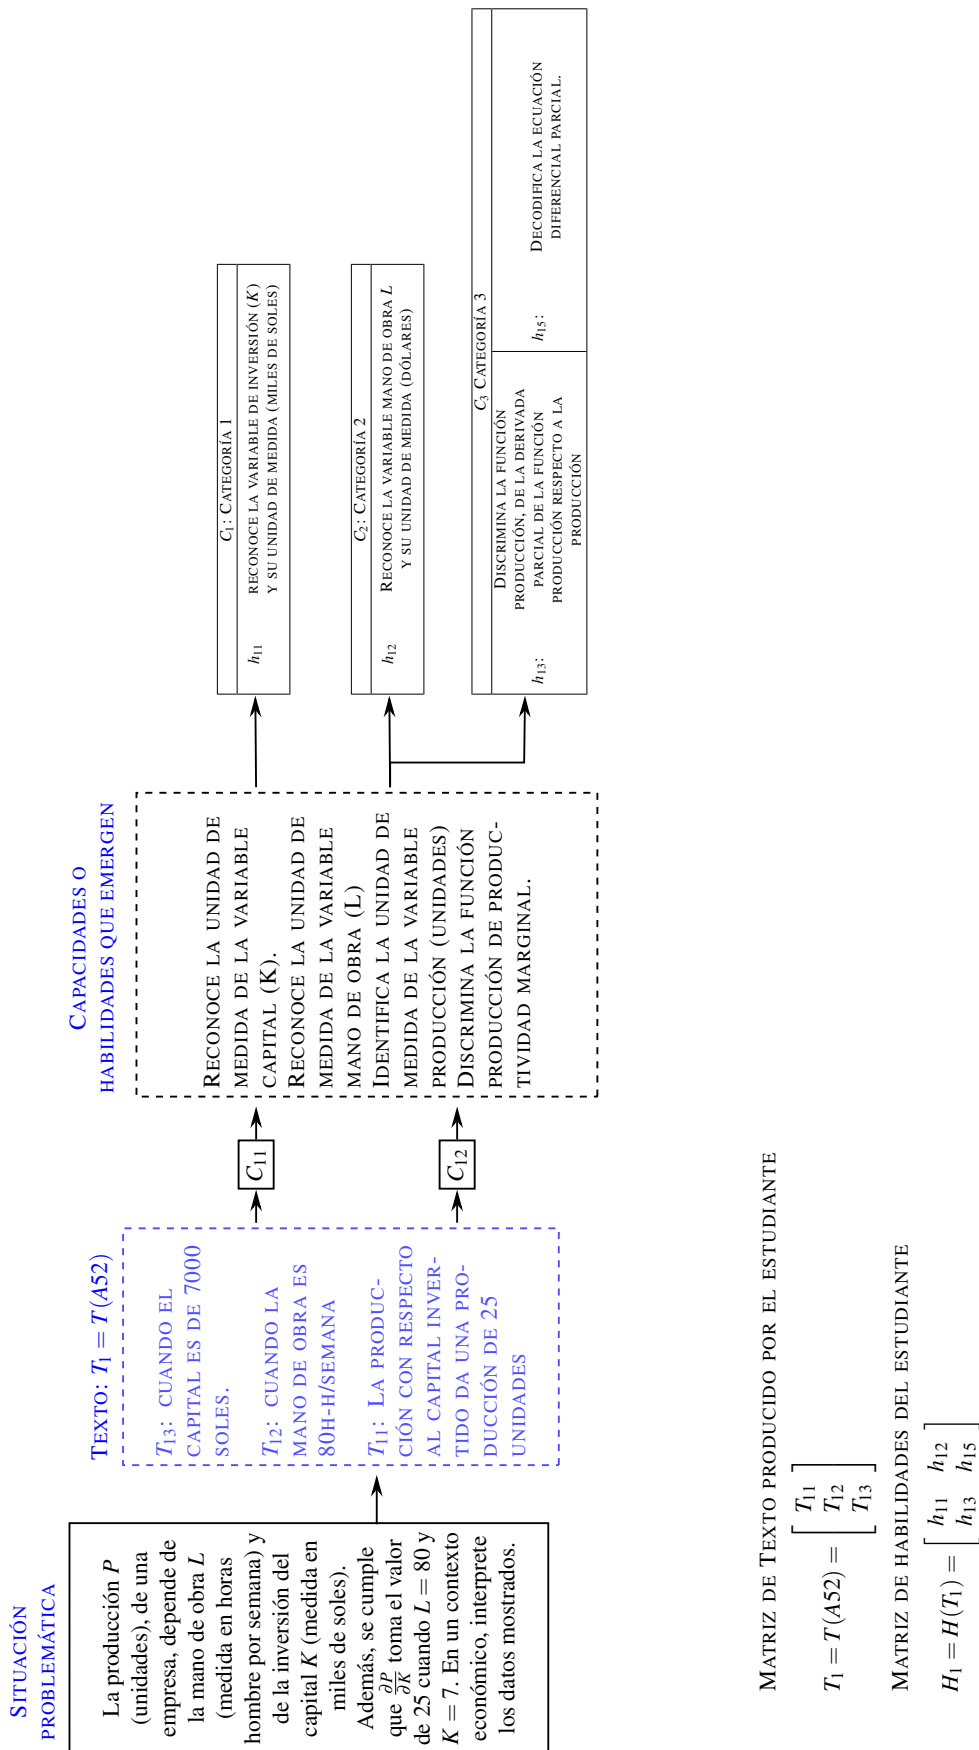 SITUACIÓN
PROBLEMÁTICA
La producción P
(unidades), de una
empresa, depende de
la mano de obra L
(medida en horas
hombre por semana) y
de la inversión del
capital K (medida en
miles de soles).
Además, se cumple
que ∂P/∂K toma el valor
de 25 cuando L = 80 y
K = 7. En un contexto
económico, interprete
los datos mostrados.
TEXTO: T₁ = T(A52)
T₁₃: CUANDO EL
CAPITAL ES DE 7000
SOLES.
T₁₂: CUANDO LA
MANO DE OBRA ES
80H-H/SEMANA
T₁₁: LA PRODUC-
CIÓN CON RESPECTO
AL CAPITAL INVER-
TIDO DA UNA PRO-
DUCCIÓN DE 25
UNIDADES
C₁₁
C₁₂
CAPACIDADES O
HABILIDADES QUE EMERGEN
RECONOCE LA UNIDAD DE
MEDIDA DE LA VARIABLE
CAPITAL (K).
RECONOCE LA UNIDAD DE
MEDIDA DE LA VARIABLE
MANO DE OBRA (L)
IDENTIFICA LA UNIDAD DE
MEDIDA DE LA VARIABLE
PRODUCCIÓN (UNIDADES)
DISCRIMINA LA FUNCIÓN
PRODUCCIÓN DE PRODUC-
TIVIDAD MARGINAL.
C₁: CATEGORÍA 1
h₁₁ RECONOCE LA VARIABLE DE INVERSIÓN (K)
Y SU UNIDAD DE MEDIDA (MILES DE SOLES)
C₂: CATEGORÍA 2
h₁₂ RECONOCE LA VARIABLE MANO DE OBRA L
Y SU UNIDAD DE MEDIDA (DÓLARES)
C₃ CATEGORÍA 3
h₁₃: DISCRIMINA LA FUNCIÓN
PRODUCCIÓN, DE LA DERIVADA
PARCIAL DE LA FUNCIÓN
PRODUCCIÓN RESPECTO A LA
PRODUCCIÓN
h₁₅: DECODIFICA LA ECUACIÓN
DIFERENCIAL PARCIAL.
MATRIZ DE TEXTO PRODUCIDO POR EL ESTUDIANTE
T₁ = T(A52) = [ T₁₁
T₁₂
T₁₃ ]
MATRIZ DE HABILIDADES DEL ESTUDIANTE
H₁ = H(T₁) = [ h₁₁ h₁₂
h₁₃ h₁₅ ]